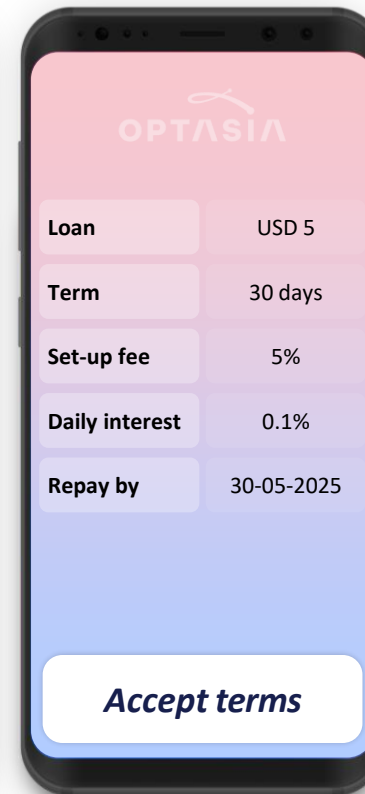 OPTASIA
Loan USD 5
Term 30 days
Set-up fee 5%
Daily interest 0.1%
Repay by 30-05-2025
Accept terms